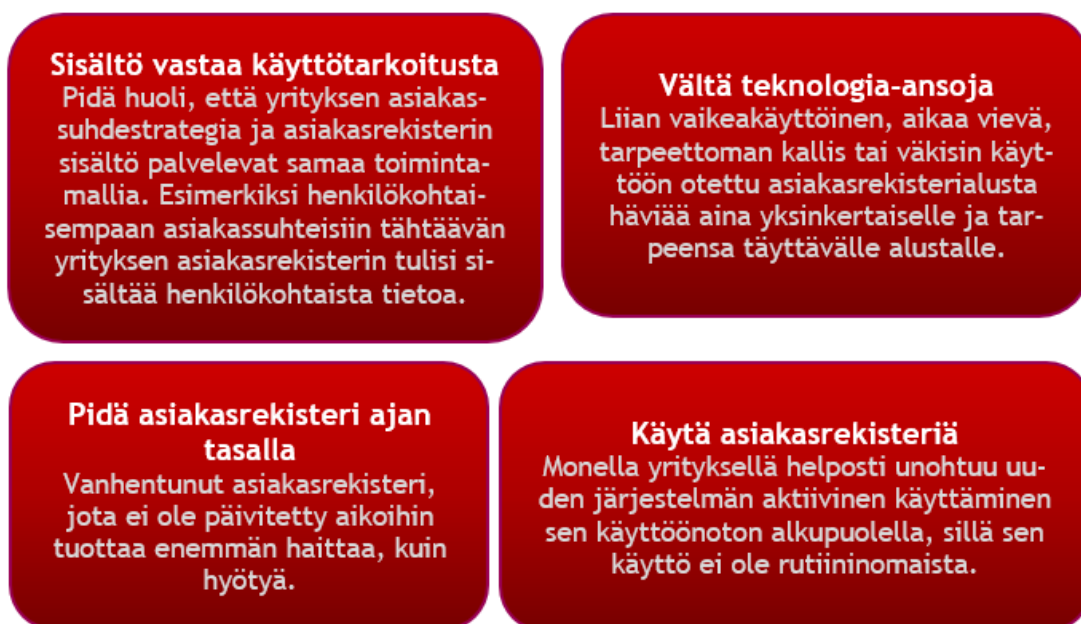 Sisältö vastaa käyttötarkoitusta
Pidä huoli, että yrityksen asiakas-
suhdestrategia ja asiakasrekisterin
sisältö palvelevat samaa toiminta-
mallia. Esimerkiksi henkilökohtai-
sempaan asiakassuhteisiin tähtäävän
yrityksen asiakasrekisterin tulisi si-
sältää henkilökohtaista tietoa.
Vältä teknologia-ansoja
Liian vaikeakäyttöinen, aikaa vievä,
tarpeettoman kallis tai väkisin käyt-
töön otettu asiakasrekisterialusta
häviää aina yksinkertaiselle ja tar-
peensa täyttävälle alustalle.
Pidä asiakasrekisteri ajan
tasalla
Vanhentunut asiakasrekisteri,
jota ei ole päivitetty aikoihin
tuottaa enemmän haittaa, kuin
hyötyä.
Käytä asiakasrekisteriä
Monella yrityksellä helposti unohtuu uu-
den järjestelmän aktiivinen käyttäminen
sen käyttöönoton alkupuolella, sillä sen
käyttö ei ole rutiininomaista.